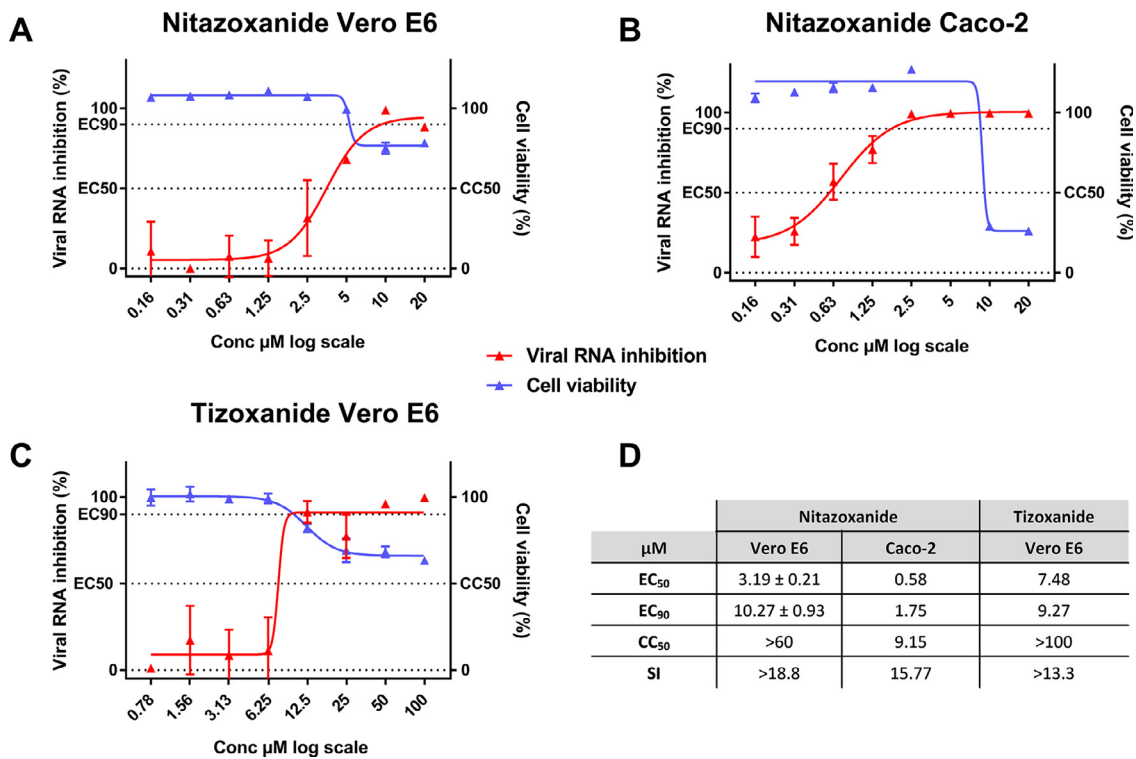 A
Nitazoxanide Vero E6
Viral RNA inhibition (%)
100
EC90
EC50
0
100
CC50
0
Cell viability (%)
0.16 0.31 0.63 1.25 2.5 5 10 20
Conc µM log scale
B
Nitazoxanide Caco-2
Viral RNA inhibition (%)
100
EC90
EC50
0
100
CC50
0
Cell viability (%)
0.16 0.31 0.63 1.25 2.5 5 10 20
Conc µM log scale
Viral RNA inhibition
Cell viability
C
Tizoxanide Vero E6
Viral RNA inhibition (%)
100
EC90
EC50
0
100
CC50
0
Cell viability (%)
0.78 1.56 3.13 6.25 12.5 25 50 100
Conc µM log scale
D
Nitazoxanide Tizoxanide
µM Vero E6 Caco-2 Vero E6
EC50 3.19 ± 0.21 0.58 7.48
EC90 10.27 ± 0.93 1.75 9.27
CC50 >60 9.15 >100
SI >18.8 15.77 >13.3